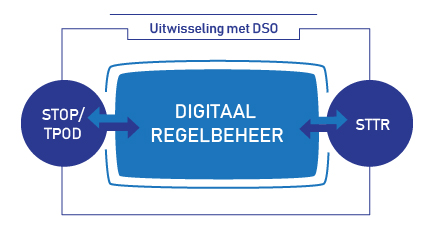 Uitwisseling met DSO
STOP/
TPOD
DIGITAAL
REGELBEHEER
STTR